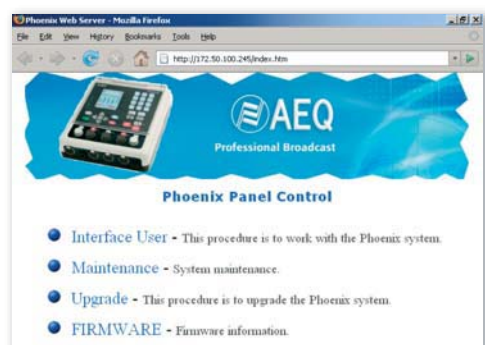 Phoenix Web Server - Mozilla Firefox
File Edit View History Bookmarks Tools Help
http://172.50.100.245/index.htm
AEQ
Professional Broadcast
Phoenix Panel Control
Interface User - This procedure is to work with the Phoenix system.
Maintenance - System maintenance.
Upgrade - This procedure is to upgrade the Phoenix system.
FIRMWARE - Firmware information.